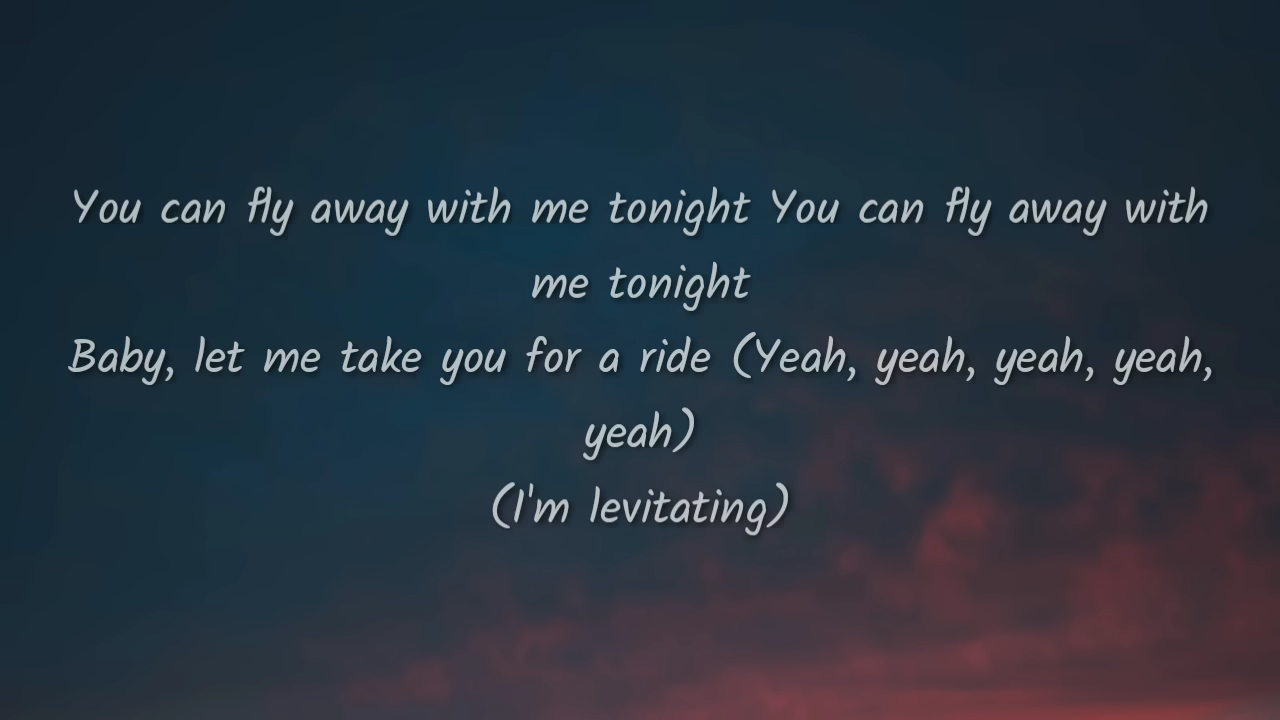 You can fly away with me tonight You can fly away with
me tonight
Baby, let me take you for a ride (Yeah, yeah, yeah, yeah,
yeah)
(I'm levitating)